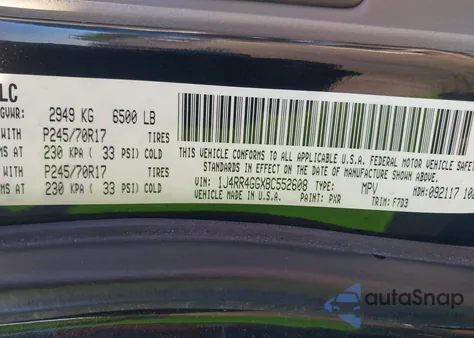 LC
GVWR: 2949 KG 6500 LB
WITH P245/70R17 TIRES
MS AT 230 KPA ( 33 PSI) COLD
WITH P245/70R17 TIRES
MS AT 230 KPA ( 33 PSI) COLD
THIS VEHICLE CONFORMS TO ALL APPLICABLE U.S.A. FEDERAL MOTOR VEHICLE SAFE
STANDARDS IN EFFECT ON THE DATE OF MANUFACTURE SHOWN ABOVE.
VIN: 1J4RR4GGXBC552608 TYPE: MPV MDH: 092117 102
MADE IN U.S.A. PAINT: PXR TRIM: F7D3
autoSnap